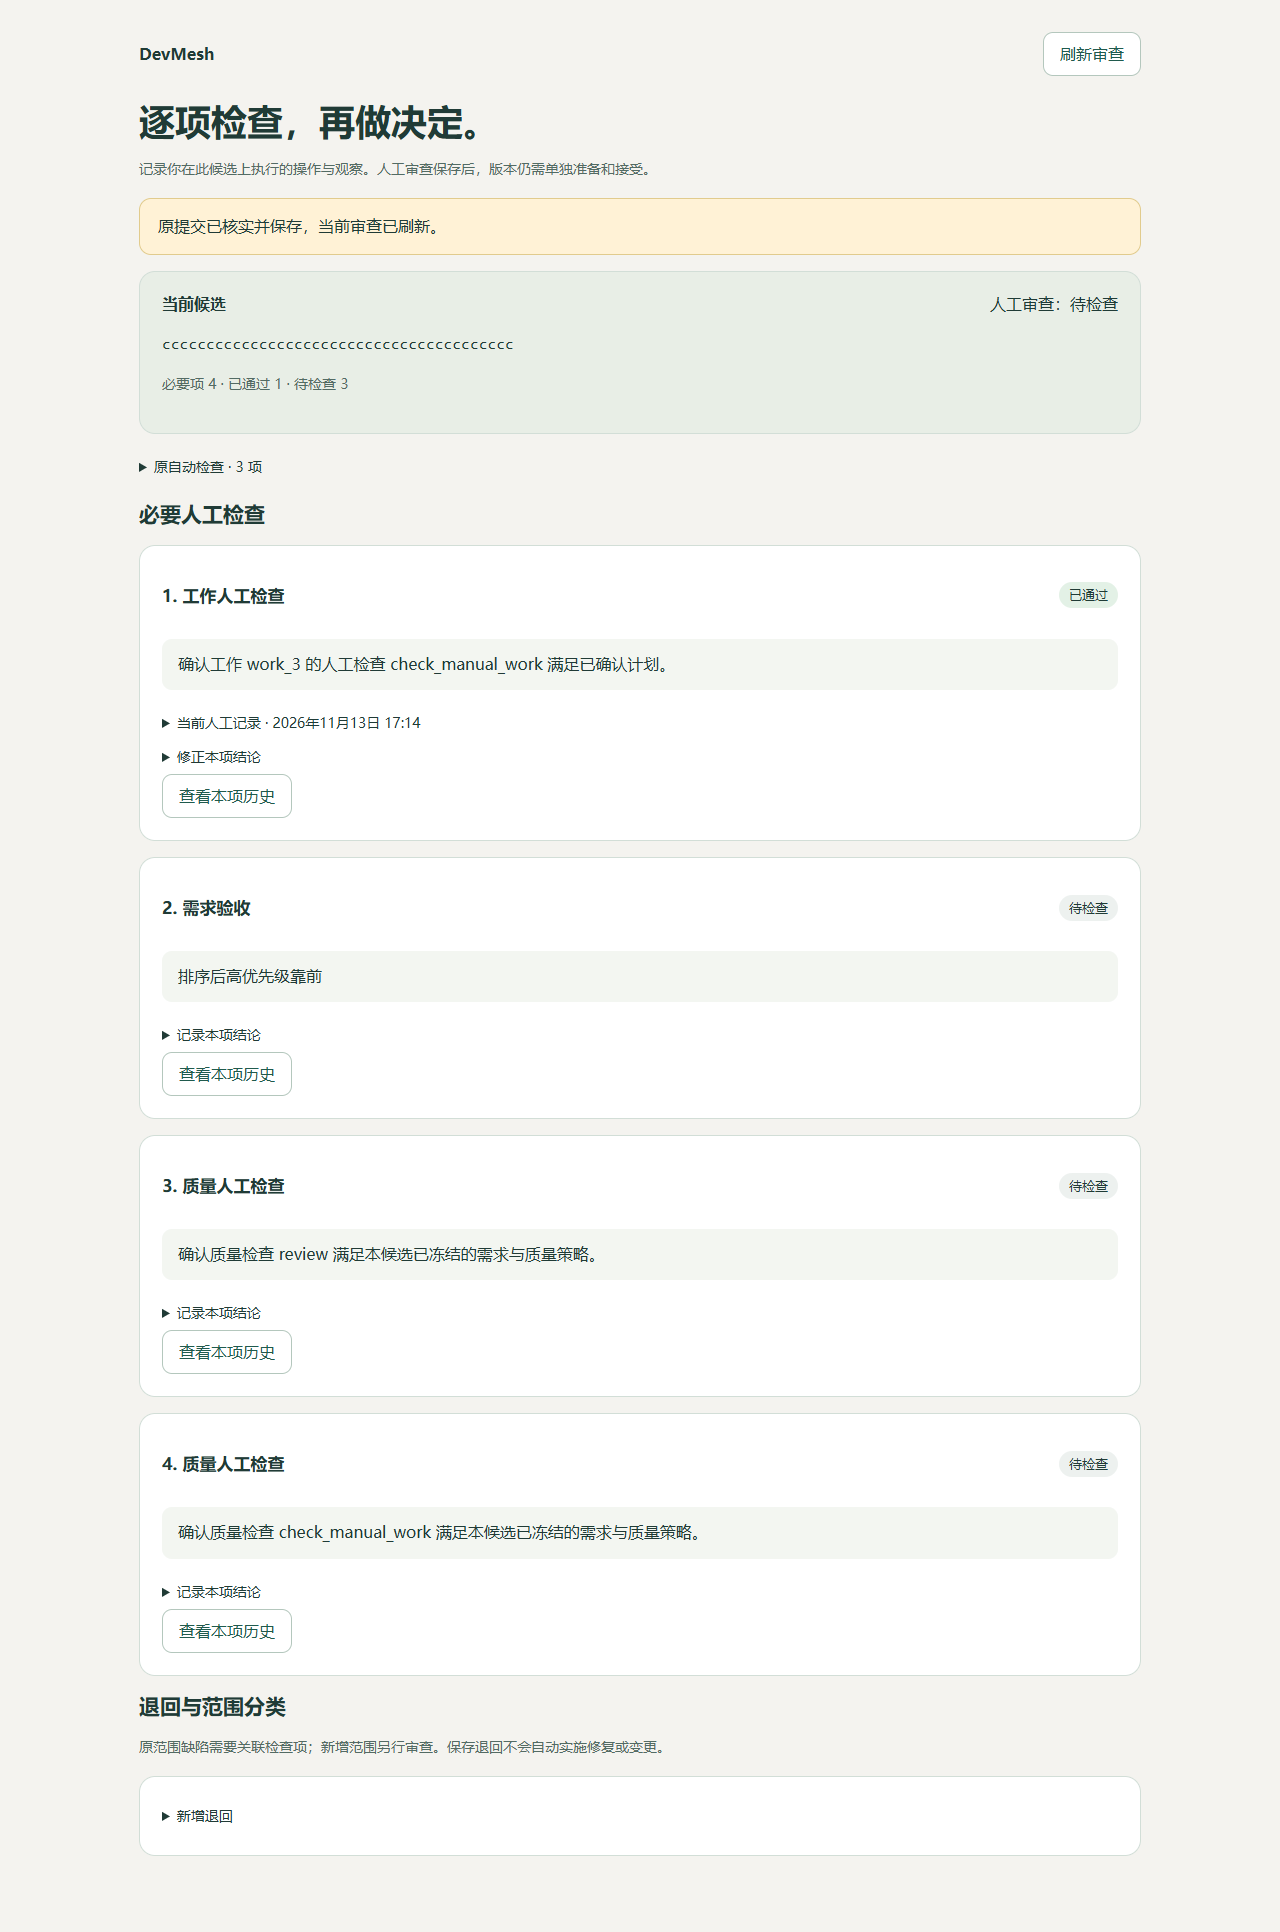 DevMesh
刷新审查
逐项检查，再做决定。
记录你在此候选上执行的操作与观察。人工审查保存后，版本仍需单独准备和接受。
原提交已核实并保存，当前审查已刷新。
当前候选
人工审查：待检查
cccccccccccccccccccccccccccccccccccccccc
必要项 4 · 已通过 1 · 待检查 3
原自动检查 · 3 项
必要人工检查
1. 工作人工检查
已通过
确认工作 work_3 的人工检查 check_manual_work 满足已确认计划。
当前人工记录 · 2026年11月13日 17:14
修正本项结论
查看本项历史
2. 需求验收
待检查
排序后高优先级靠前
记录本项结论
查看本项历史
3. 质量人工检查
待检查
确认质量检查 review 满足本候选已冻结的需求与质量策略。
记录本项结论
查看本项历史
4. 质量人工检查
待检查
确认质量检查 check_manual_work 满足本候选已冻结的需求与质量策略。
记录本项结论
查看本项历史
退回与范围分类
原范围缺陷需要关联检查项；新增范围另行审查。保存退回不会自动实施修复或变更。
新增退回